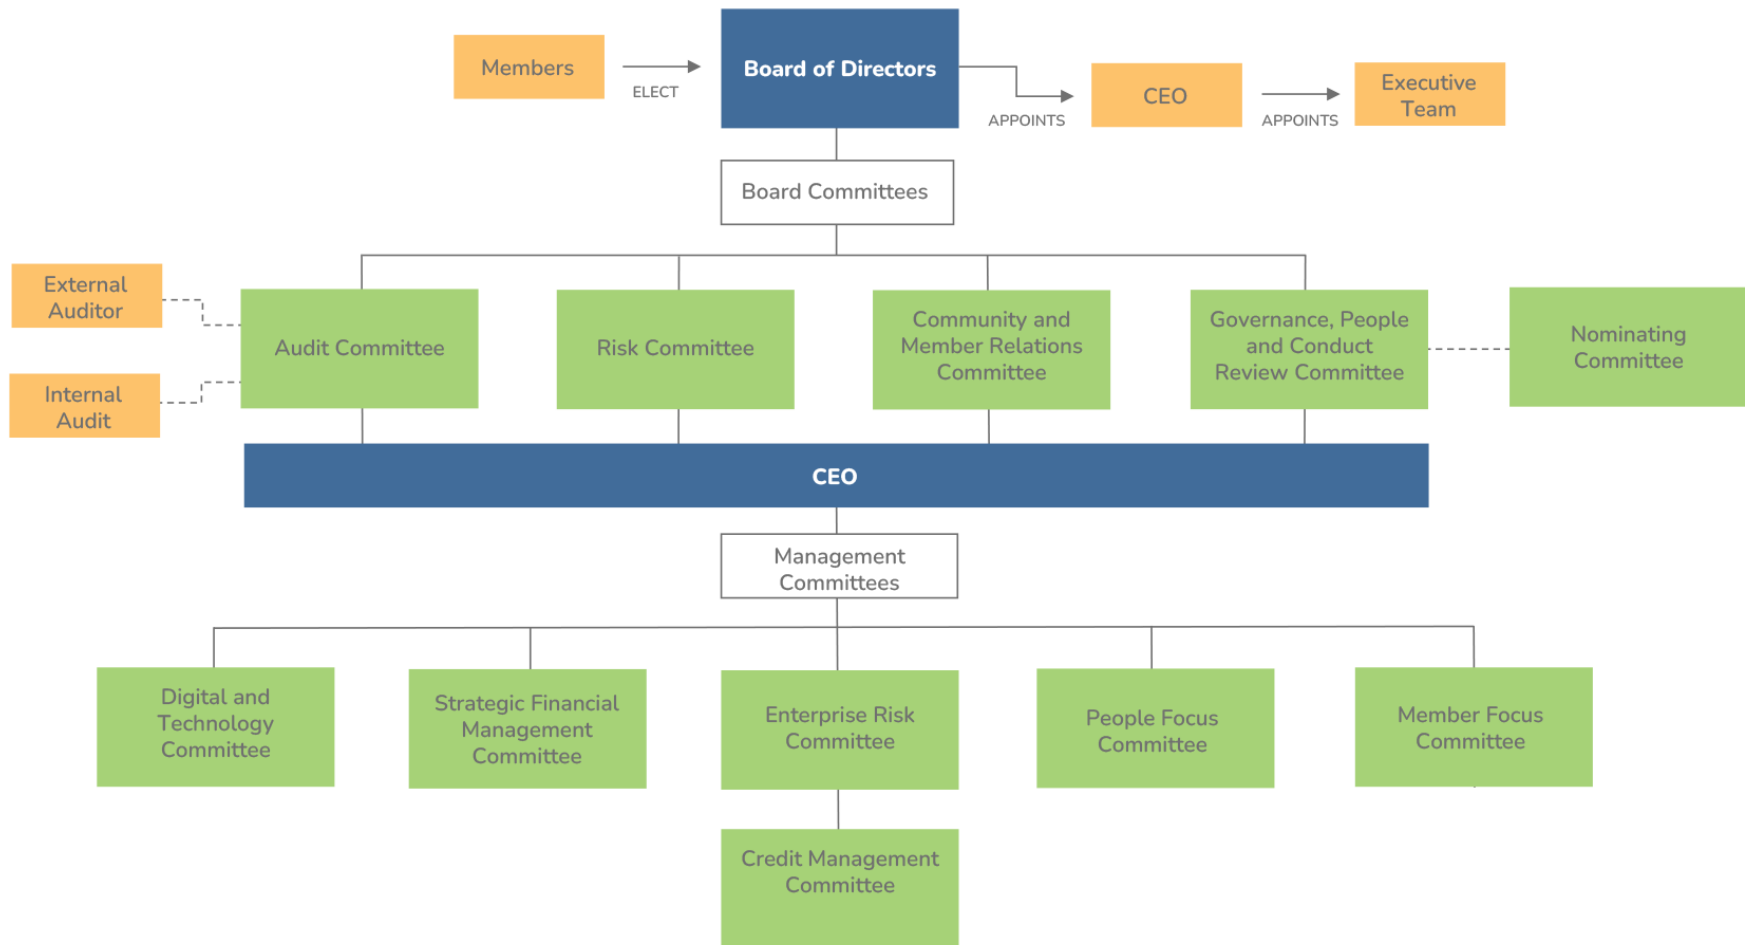 Members
ELECT
Board of Directors
APPOINTS
CEO
APPOINTS
Executive
Team
Board Committees
External
Auditor
Internal
Audit
Audit Committee
Risk Committee
Community and
Member Relations
Committee
Governance, People
and Conduct
Review Committee
Nominating
Committee
CEO
Management
Committees
Digital and
Technology
Committee
Strategic Financial
Management
Committee
Enterprise Risk
Committee
People Focus
Committee
Member Focus
Committee
Credit Management
Committee